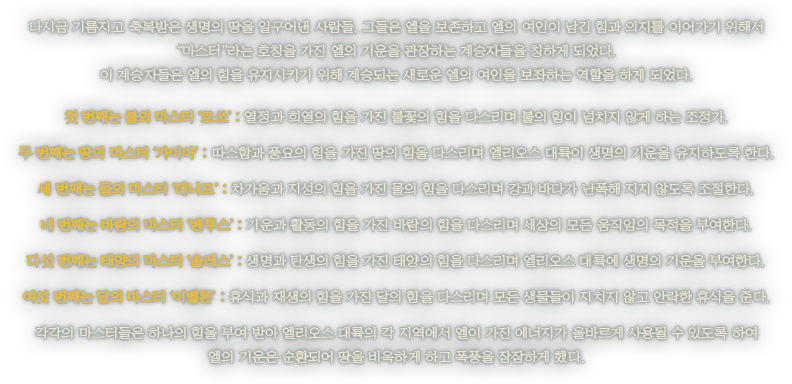 다시금 기름지고 축복받은 생명의 땅을 일구어낸 사람들. 그들은 엘을 보존하고 엘의 여인이 남긴 힘과 의지를 이어가기 위해서
"마스터"라는 호칭을 가진 엘의 기운을 관장하는 계승자들을 칭하게 되었다.
이 계승자들은 엘의 힘을 유지시키기 위해 계승되는 새로운 엘의 여인을 보좌하는 역할을 하게 되었다.
첫 번째는 불의 마스터 '로쏘' : 열정과 희열의 힘을 가진 불꽃의 힘을 다스리며 불의 힘이 넘치지 않게 하는 조정가.
두 번째는 땅의 마스터 '가이아' : 따스함과 풍요의 힘을 가진 땅의 힘을 다스리며 엘리오스 대륙이 생명의 기운을 유지하도록 한다.
세 번째는 물의 마스터 '데니프' : 차가움과 지성의 힘을 가진 물의 힘을 다스리며 강과 바다가 난폭해 지지 않도록 조절한다.
네 번째는 바람의 마스터 '벤투스' : 기운과 활동의 힘을 가진 바람의 힘을 다스리며 세상의 모든 움직임의 목적을 부여한다.
다섯 번째는 태양의 마스터 '솔레스' : 생명과 탄생의 힘을 가진 태양의 힘을 다스리며 엘리오스 대륙에 생명의 기운을 부여한다.
여섯 번째는 달의 마스터 '더엘은' : 휴식과 재생의 힘을 가진 달의 힘을 다스리며 모든 생물들이 지치지 않고 안락한 휴식을 준다.
각각의 마스터들은 하나의 힘을 부여 받아 엘리오스 대륙의 각 지역에서 엘이 가진 에너지가 올바르게 사용될 수 있도록 하여
엘의 기운은 순환되어 땅을 비옥하게 하고 폭풍을 잠잠하게 했다.